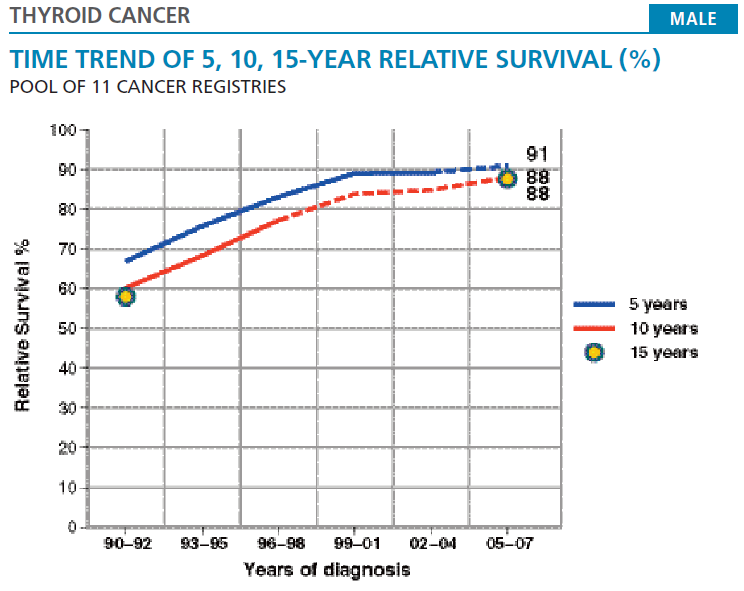 THYROID CANCER
MALE
TIME TREND OF 5, 10, 15-YEAR RELATIVE SURVIVAL (%)
POOL OF 11 CANCER REGISTRIES
100
90
80
70
60
50
40
30
20
10
0
Relative Survival %
91
88
88
5 years
10 years
15 years
90–92 93–95 96–98 99–01 02–04 05–07
Years of diagnosis